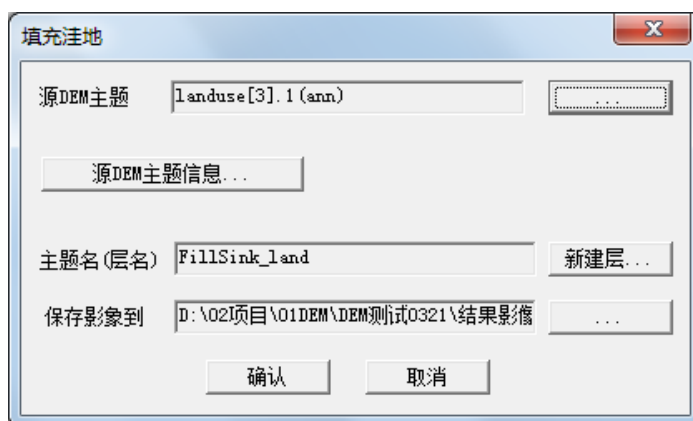 填充洼地
源DEM主题 landuse[3].1(ann) ...
源DEM主题信息...
主题名(层名) FillSink_land 新建层...
保存影象到 D:\02项目\01DEM\DEM测试0321\结果影像 ...
确认 取消